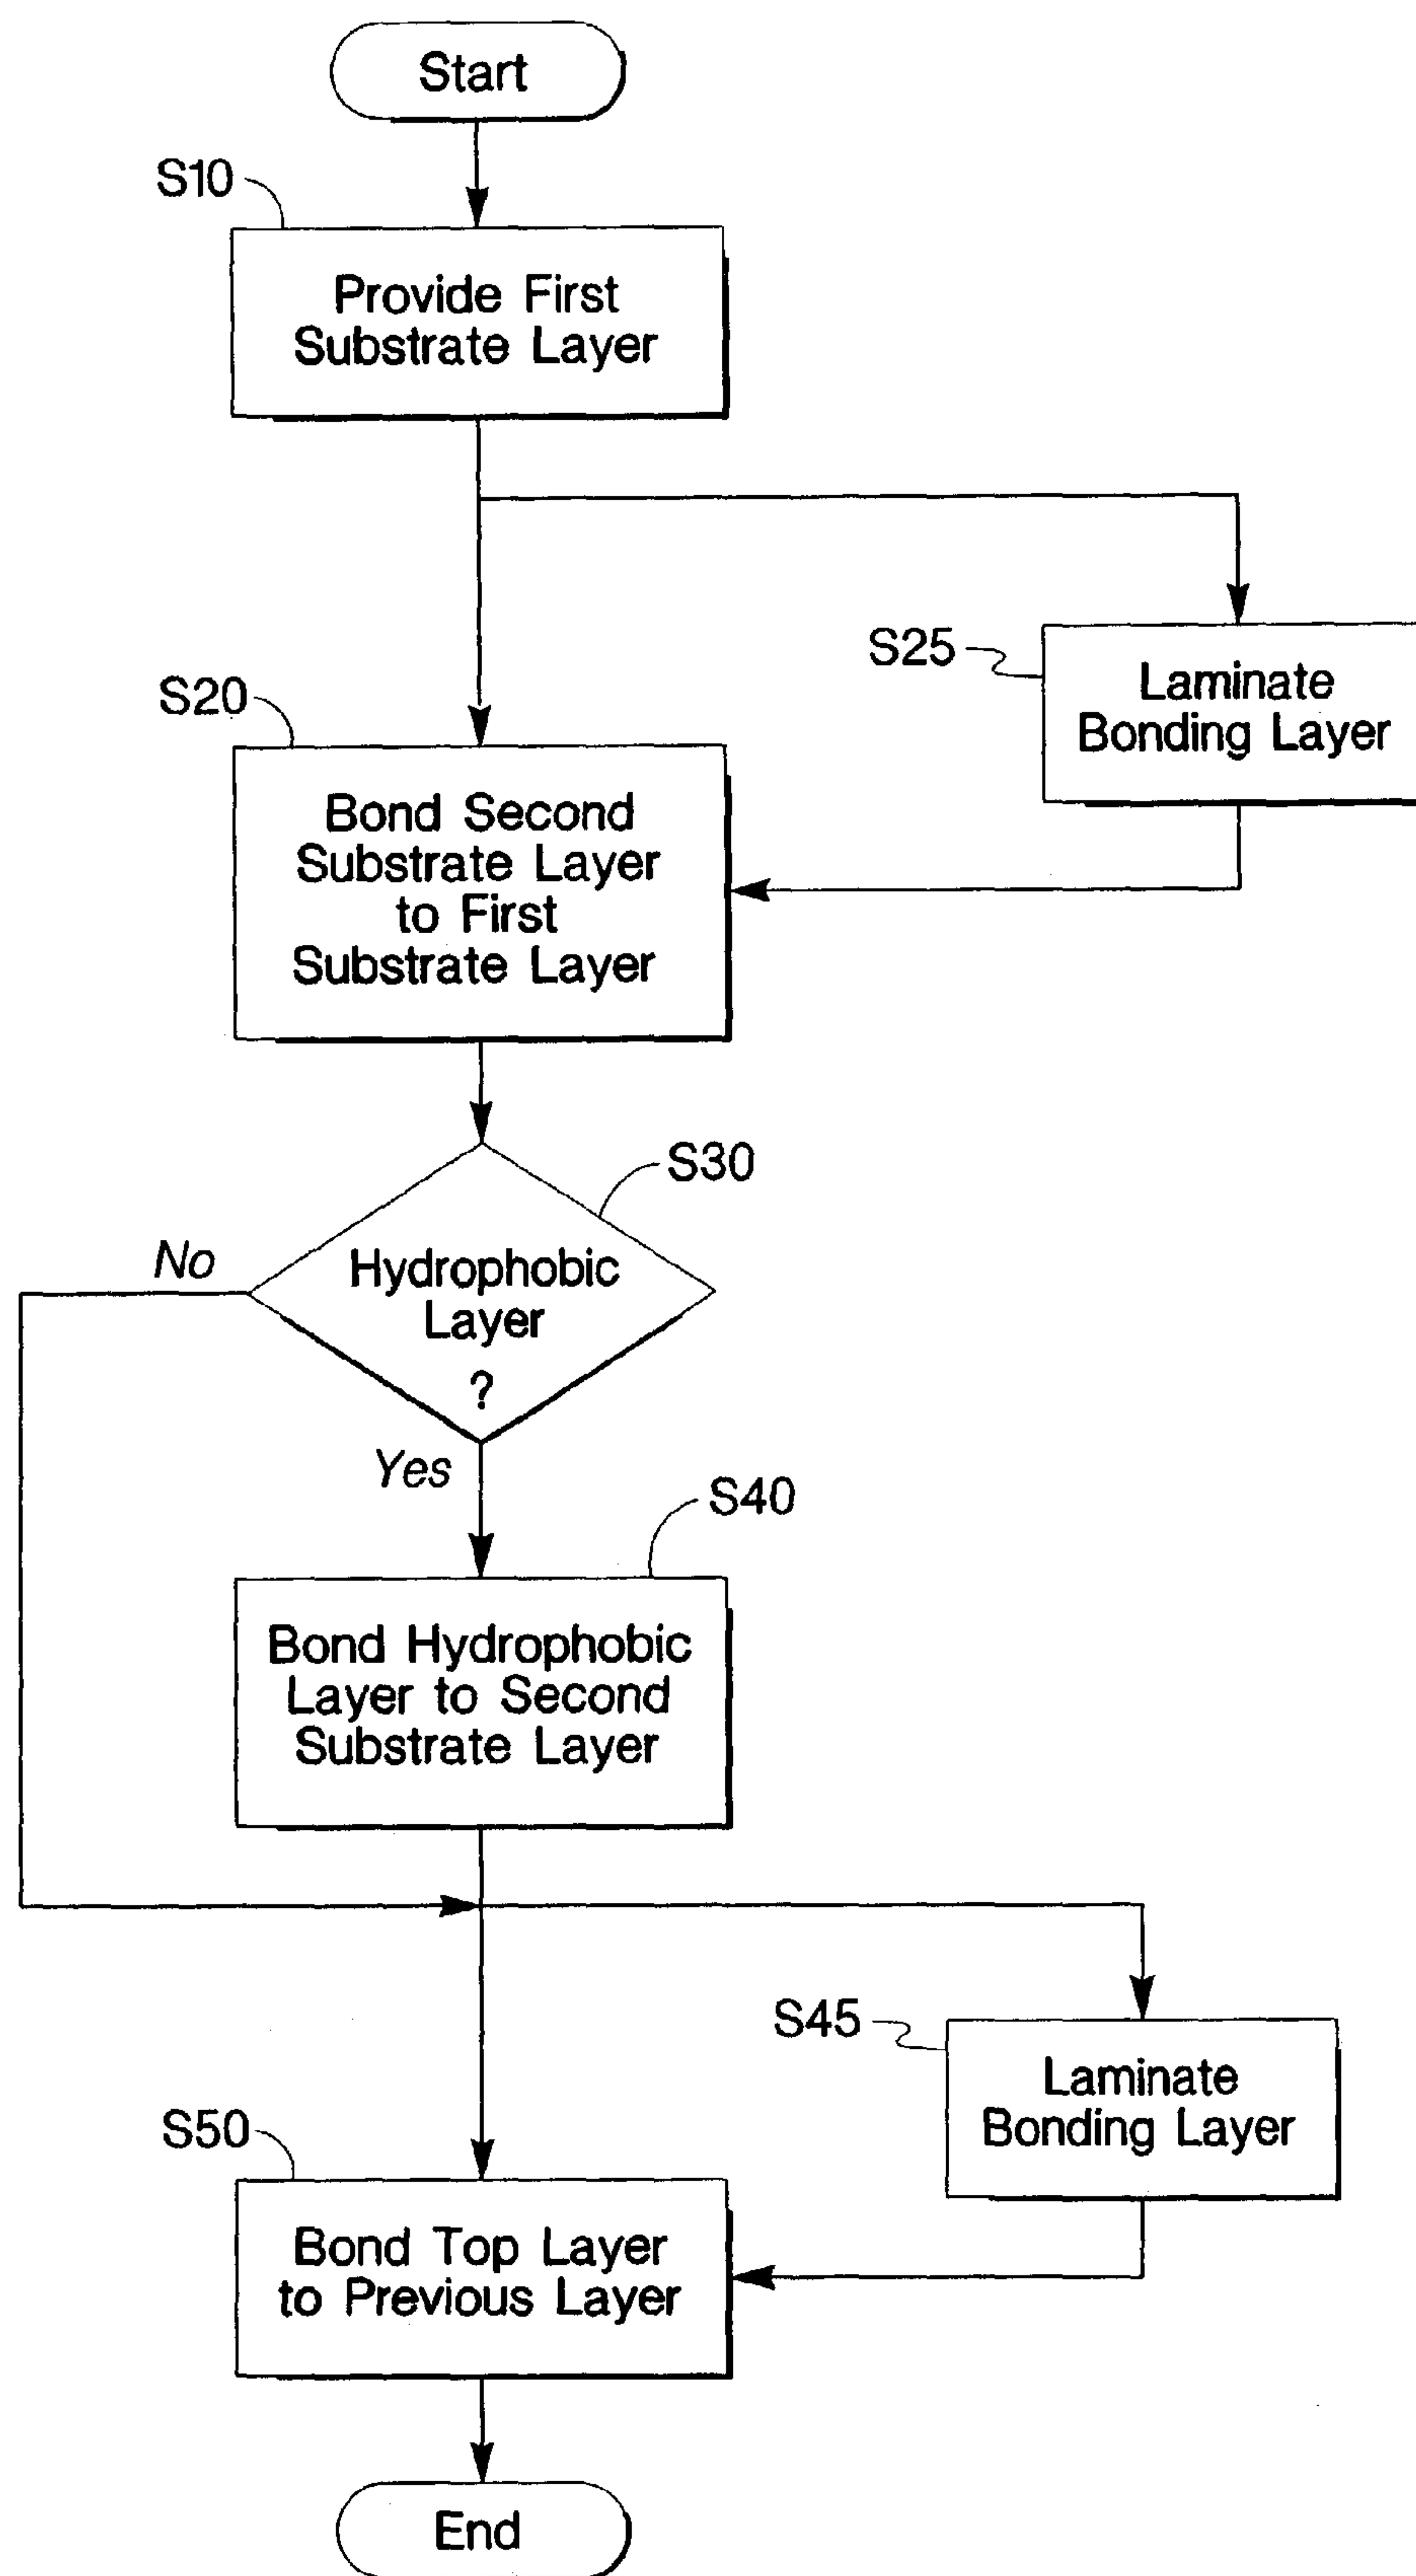 Start
S10
Provide First
Substrate Layer
S25
Laminate
Bonding Layer
S20
Bond Second
Substrate Layer
to First
Substrate Layer
S30
No
Hydrophobic
Layer
?
Yes
S40
Bond Hydrophobic
Layer to Second
Substrate Layer
S45
Laminate
Bonding Layer
S50
Bond Top Layer
to Previous Layer
End